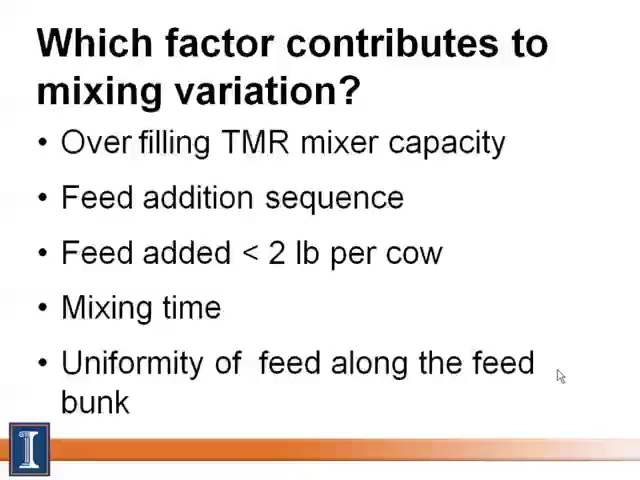 Which factor contributes to
mixing variation?
• Over filling TMR mixer capacity
• Feed addition sequence
• Feed added < 2 lb per cow
• Mixing time
• Uniformity of feed along the feed
bunk
I